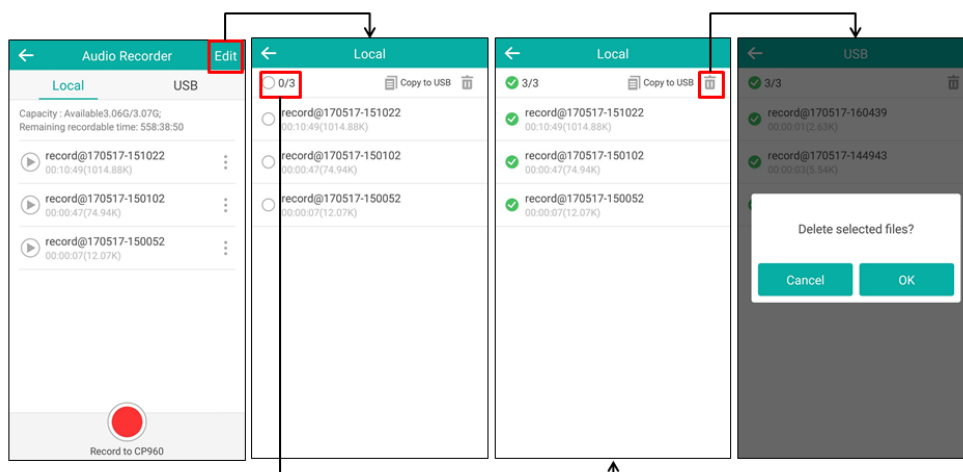 Audio Recorder Edit
Local USB
Capacity : Available3.06G/3.07G;
Remaining recordable time: 558:38:50
record@170517-151022
00:10:49(1014.88K)
record@170517-150102
00:00:47(74.94K)
record@170517-150052
00:00:07(12.07K)
Record to CP960
Local
0/3 Copy to USB
record@170517-151022
00:10:49(1014.88K)
record@170517-150102
00:00:47(74.94K)
record@170517-150052
00:00:07(12.07K)
Local
3/3 Copy to USB
record@170517-151022
00:10:49(1014.88K)
record@170517-150102
00:00:47(74.94K)
record@170517-150052
00:00:07(12.07K)
USB
3/3
record@170517-160439
00:00:01(2.63K)
record@170517-144943
00:00:03(5.54K)
Delete selected files?
Cancel OK